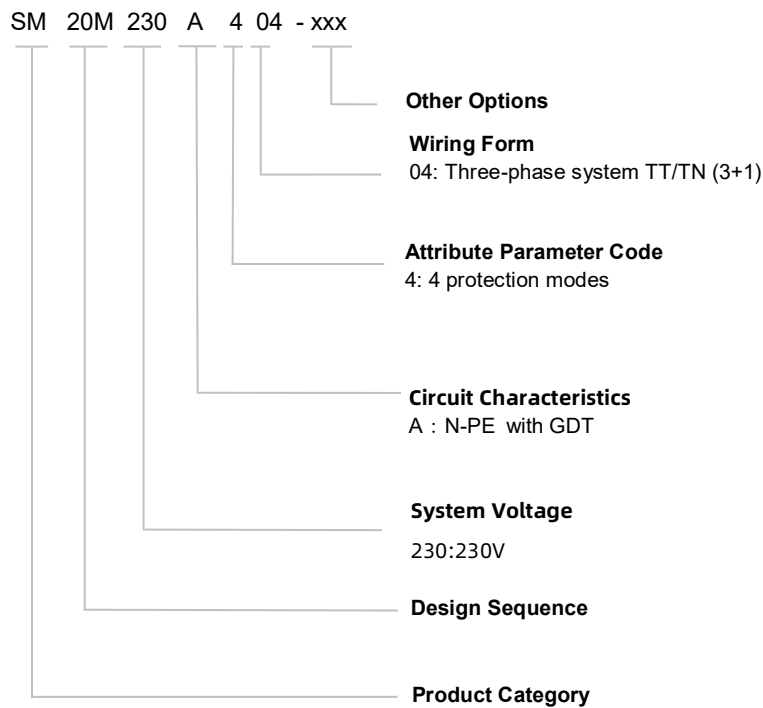 SM 20M 230 A 4 04 - xxx
Other Options
Wiring Form
04: Three-phase system TT/TN (3+1)
Attribute Parameter Code
4: 4 protection modes
Circuit Characteristics
A : N-PE with GDT
System Voltage
230:230V
Design Sequence
Product Category